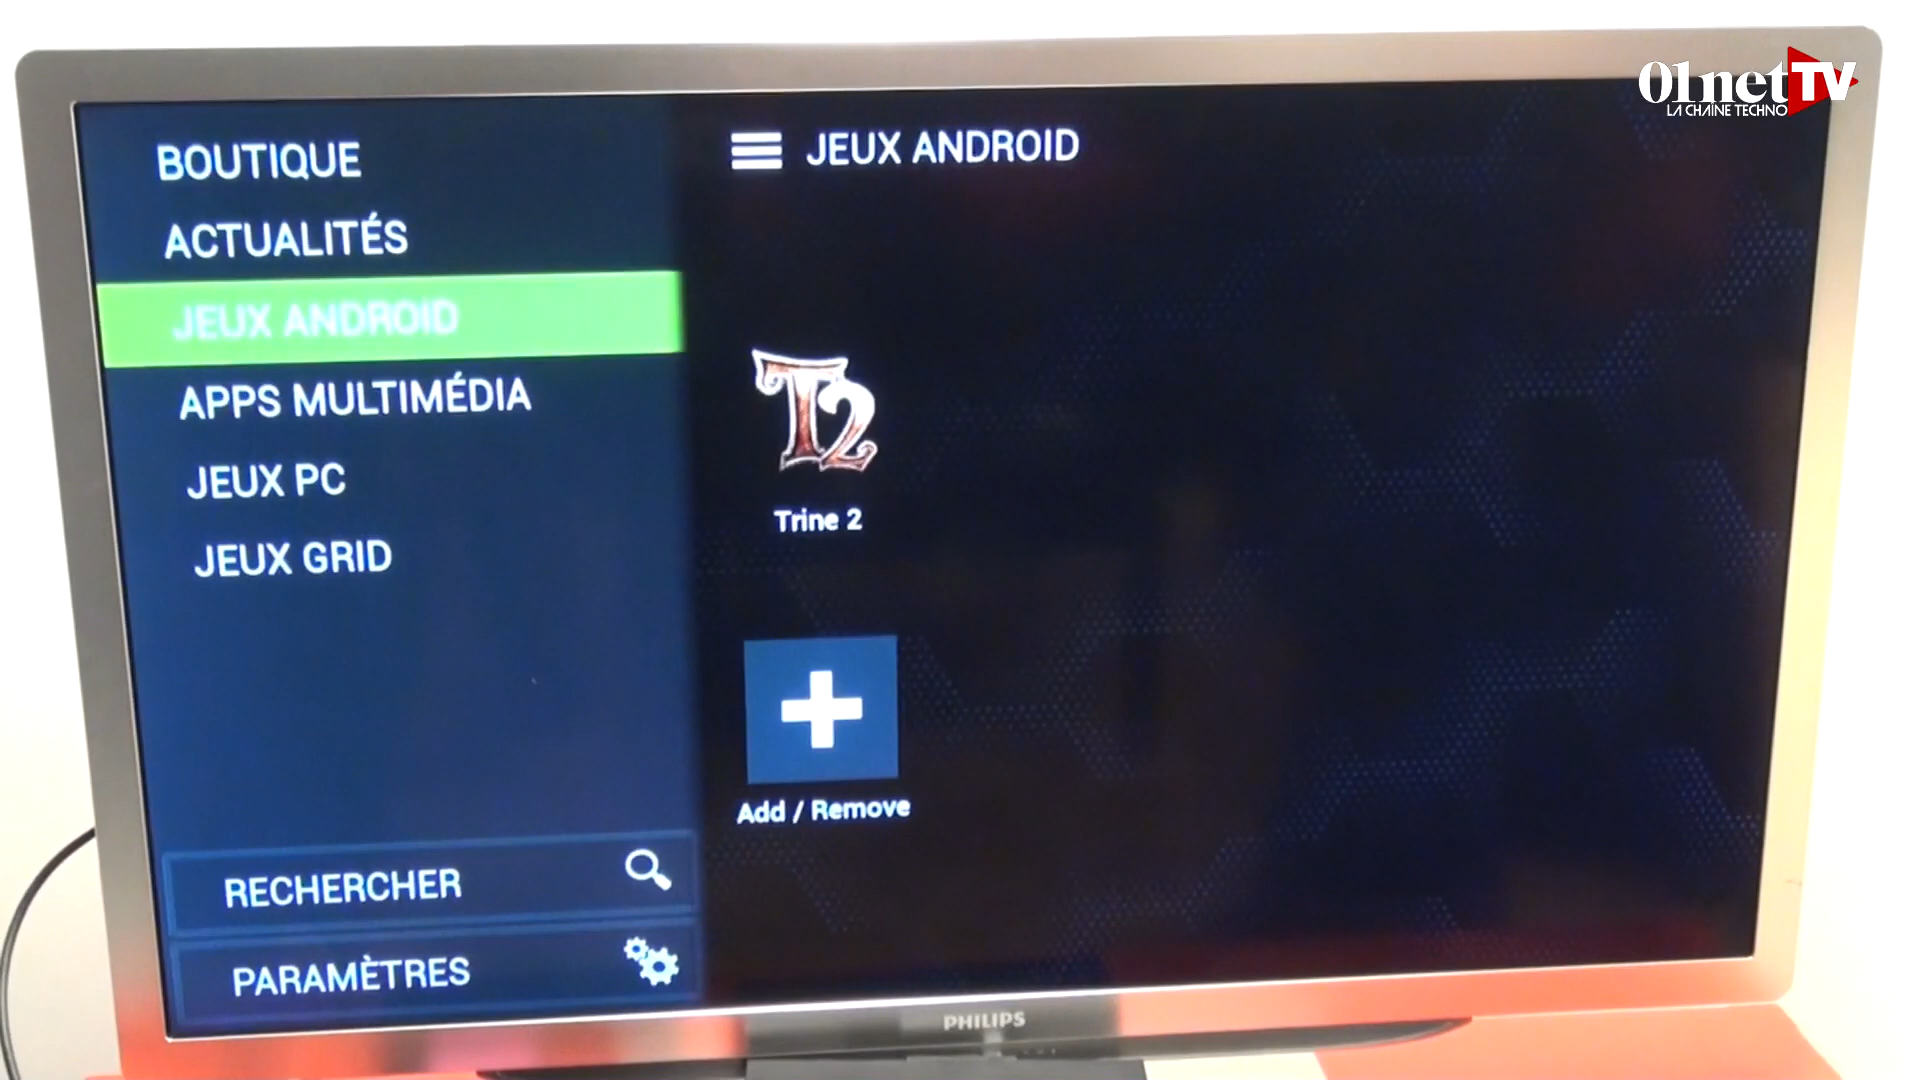 01net TV
LA CHAÎNE TECHNO
BOUTIQUE
ACTUALITÉS
JEUX ANDROID
APPS MULTIMÉDIA
JEUX PC
JEUX GRID
RECHERCHER
PARAMÈTRES
JEUX ANDROID
T2
Trine 2
Add / Remove
PHILIPS